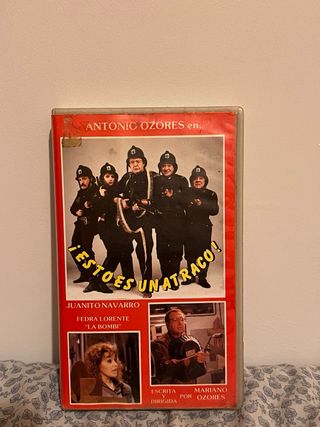 ANTONIO OZORES en..
¡ESTO ES UN ATRACO!
JUANITO NAVARRO
FEDRA LORENTE
"LA BOMBI"
ESCRITA Y DIRIGIDA POR MARIANO OZORES